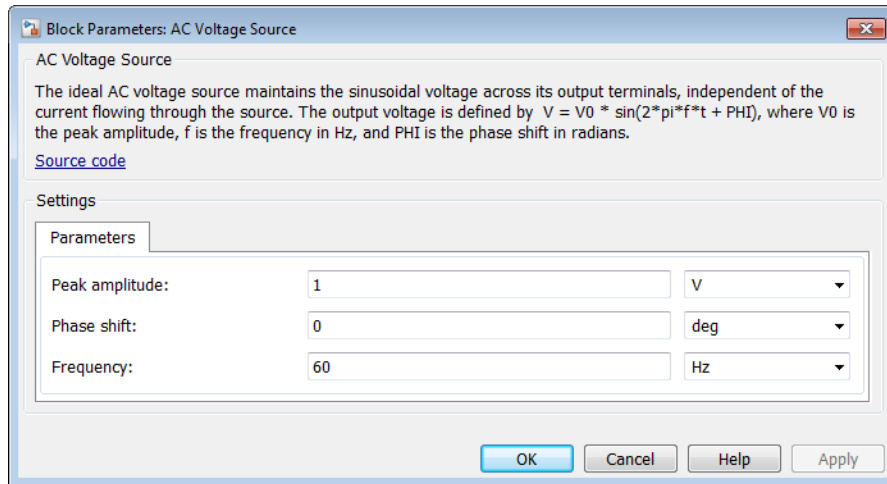 Block Parameters: AC Voltage Source
AC Voltage Source
The ideal AC voltage source maintains the sinusoidal voltage across its output terminals, independent of the
current flowing through the source. The output voltage is defined by  V = V0 * sin(2*pi*f*t + PHI), where V0 is
the peak amplitude, f is the frequency in Hz, and PHI is the phase shift in radians.
Source code
Settings
Parameters
Peak amplitude: 1 V
Phase shift: 0 deg
Frequency: 60 Hz
OK Cancel Help Apply